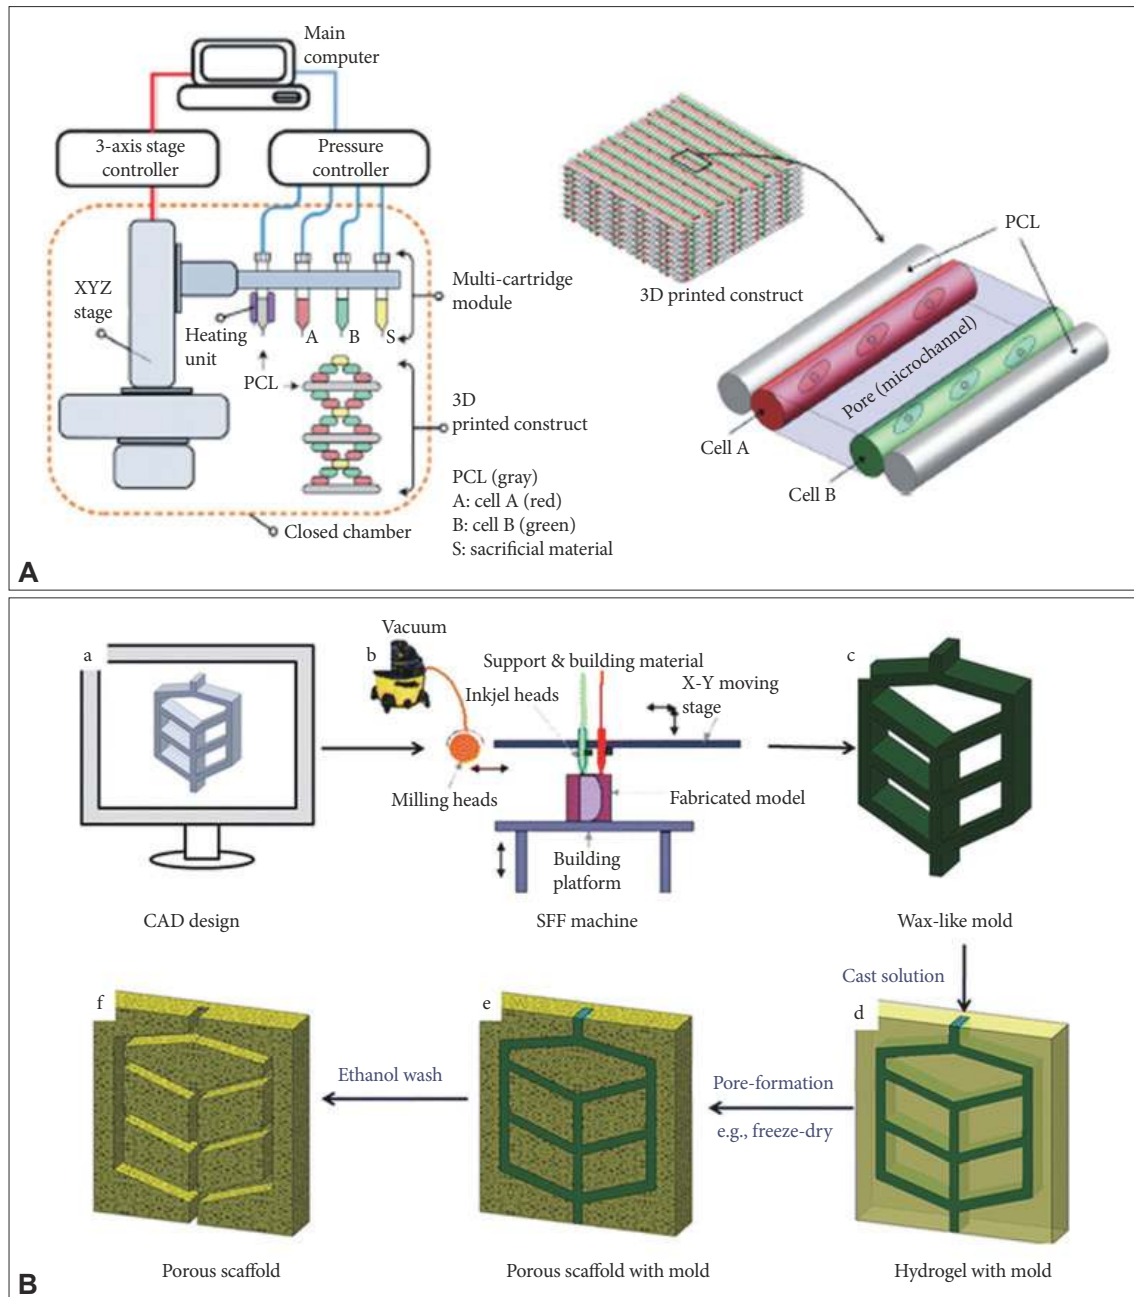 Main
computer
3-axis stage
controller
Pressure
controller
XYZ
stage
Heating
unit
A
B
S
PCL
Multi-cartridge
module
3D
printed construct
PCL (gray)
A: cell A (red)
B: cell B (green)
S: sacrificial material
Closed chamber
3D printed construct
PCL
Pore (microchannel)
Cell A
Cell B
A
a
CAD design
b
Vacuum
Support & building material
Inkjel heads
X-Y moving
stage
Milling heads
Fabricated model
Building
platform
SFF machine
c
Wax-like mold
Cast solution
d
Hydrogel with mold
Pore-formation
e.g., freeze-dry
e
Porous scaffold with mold
Ethanol wash
f
Porous scaffold
B